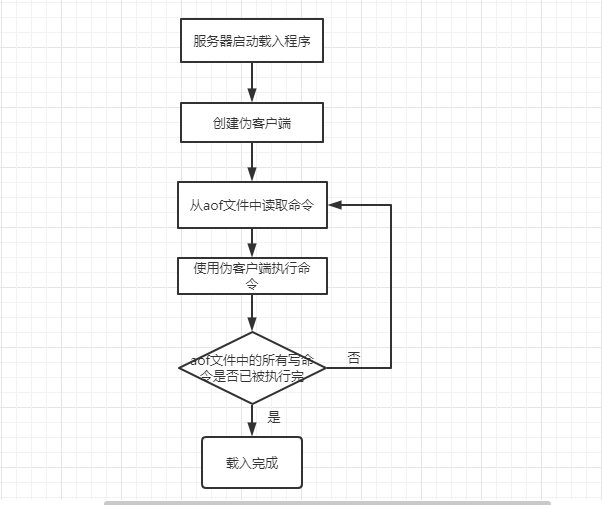 服务器启动载入程序
创建伪客户端
从aof文件中读取命令
使用伪客户端执行命
令
aof文件中的所有写命
令是否已被执行完
否
是
载入完成